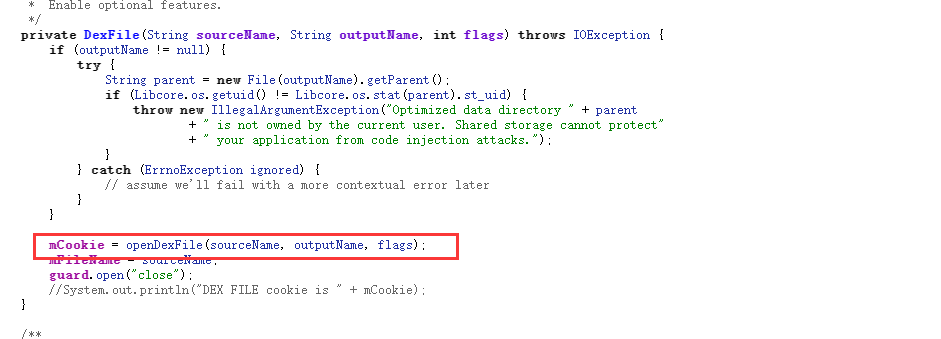 *  Enable optional features.
*/
private DexFile(String sourceName, String outputName, int flags) throws IOException {
if (outputName != null) {
try {
String parent = new File(outputName).getParent();
if (Libcore.os.getuid() != Libcore.os.stat(parent).st_uid) {
throw new IllegalArgumentException("Optimized data directory " + parent
+ " is not owned by the current user. Shared storage cannot protect"
+ " your application from code injection attacks.");
}
} catch (ErrnoException ignored) {
// assume we'll fail with a more contextual error later
}
}
mCookie = openDexFile(sourceName, outputName, flags);
mFileName = sourceName;
guard.open("close");
//System.out.println("DEX FILE cookie is " + mCookie);
}
/**